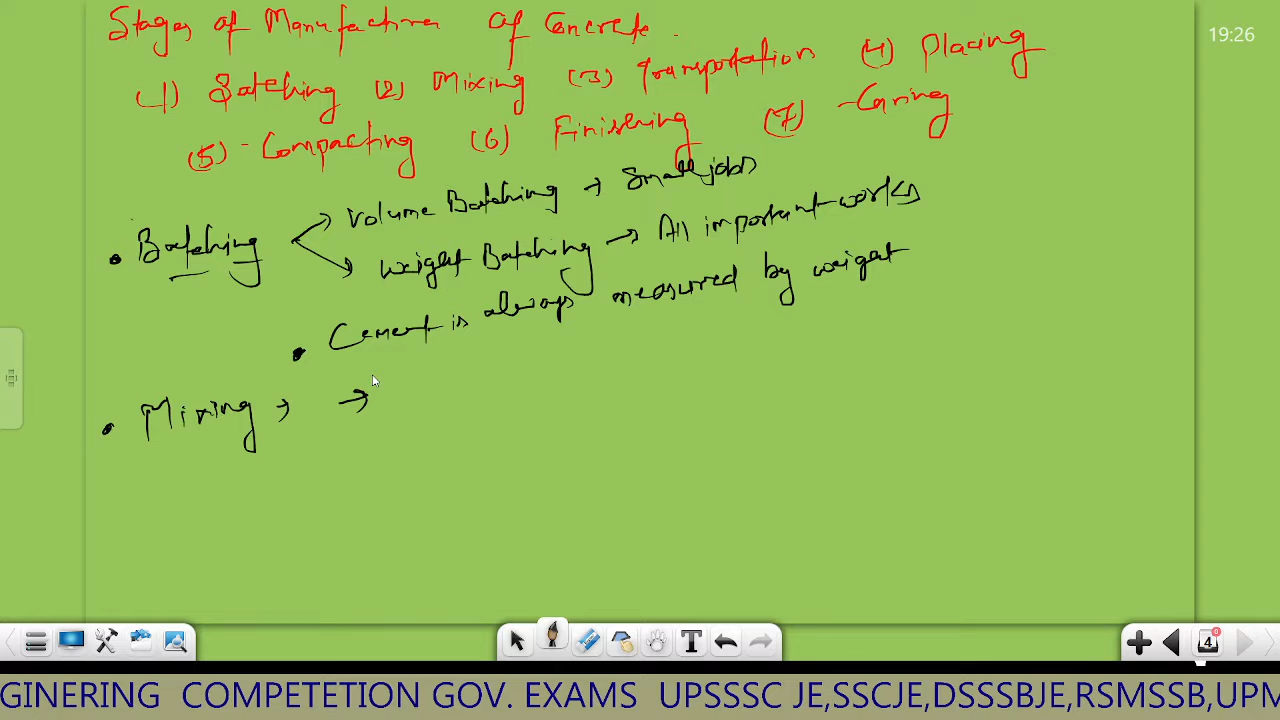 Stages of Manufacture of Concrete.
19:26
(1) Batching (2) Mixing (3) Transportation (4) Placing
(5) Compacting (6) Finishing (7) Curing
• Batching → Volume Batching → Small jobs
→ Weight Batching → All important works
• Cement is always measured by weight
• Mixing → →
T
4
GINERING COMPETETION GOV. EXAMS UPSSSC JE,SSCJE,DSSSBJE,RSMSSB,UPM